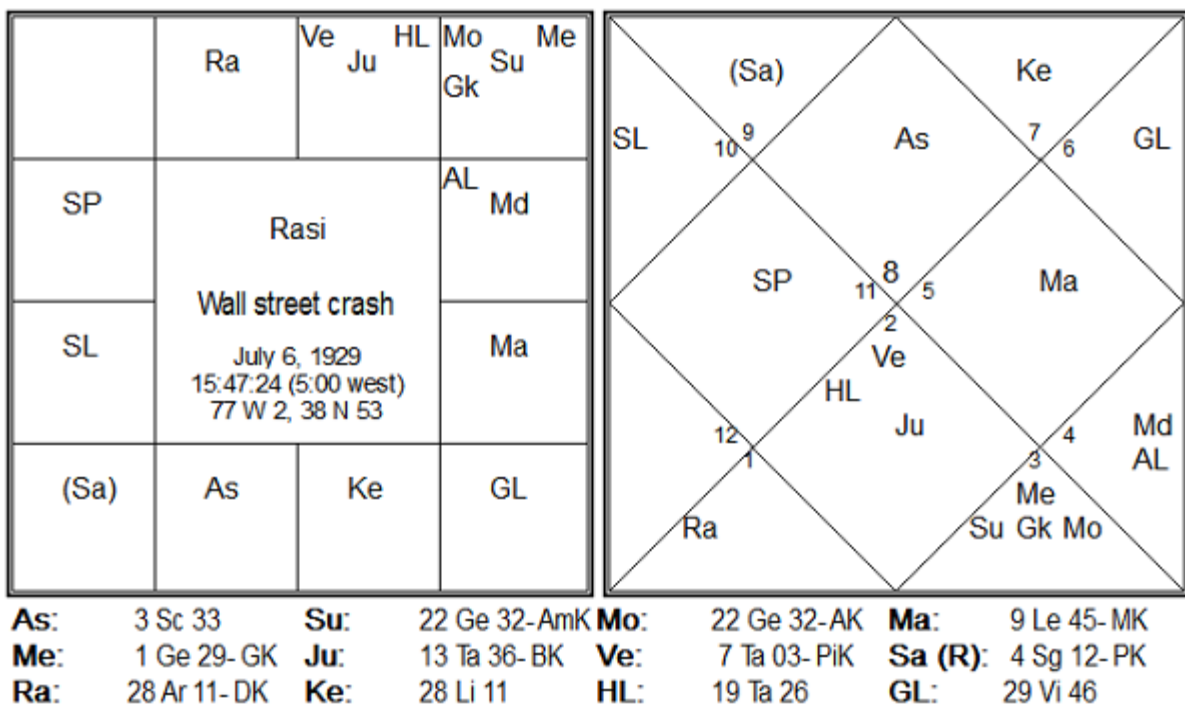 Ra
Ve HL
Ju
Mo Me
Su
Gk
SP
AL
Md
SL
Ma
(Sa)
As
Ke
GL
Rasi
Wall street crash
July 6, 1929
15:47:24 (5:00 west)
77 W 2, 38 N 53
(Sa)
Ke
SL
9
10
As
7
6
GL
SP
8
11
5
Ma
2
Ve
HL
Ju
12
1
4
3
Md
AL
Me
Ra
Su Gk Mo
As: 3 Sc 33 Su: 22 Ge 32- AmK Mo: 22 Ge 32- AK Ma: 9 Le 45- MK
Me: 1 Ge 29- GK Ju: 13 Ta 36- BK Ve: 7 Ta 03- PiK Sa (R): 4 Sg 12- PK
Ra: 28 Ar 11- DK Ke: 28 Li 11 HL: 19 Ta 26 GL: 29 Vi 46